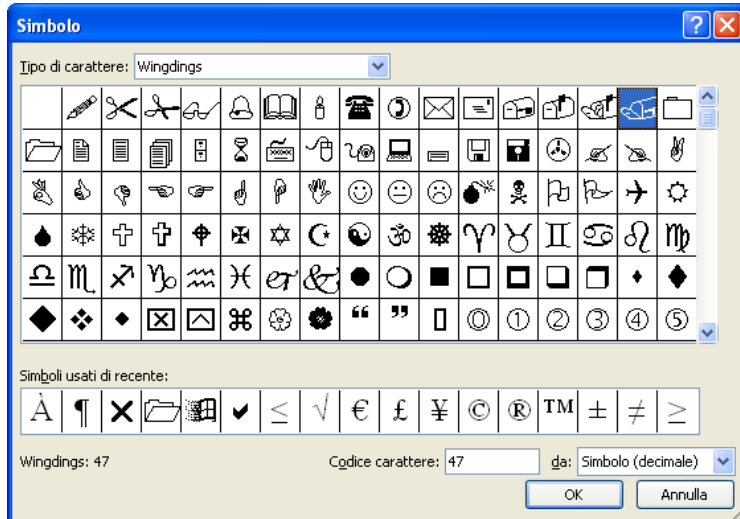 Simbolo
Tipo di carattere: Wingdings
Simboli usati di recente:
À ¶ ≤ √ € £ ¥ © ® ™ ± ≠ ≥
Wingdings: 47 Codice carattere: 47 da: Simbolo (decimale)
OK Annulla